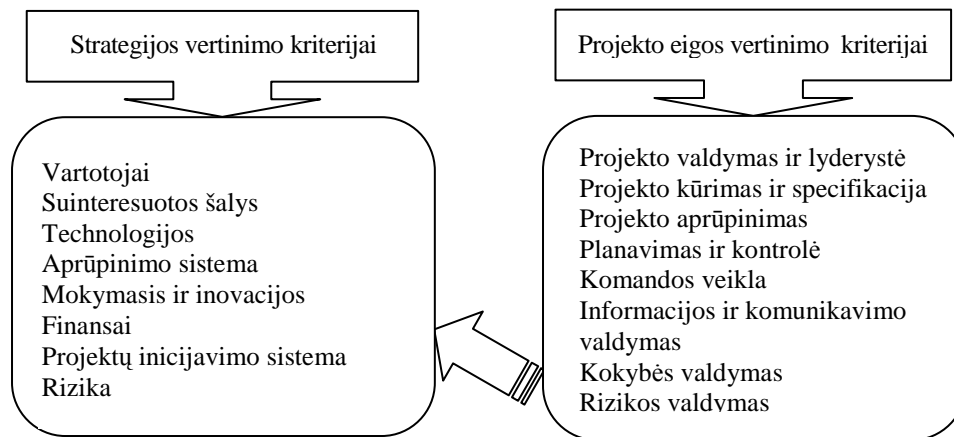 Strategijos vertinimo kriterijai
Vartotojai
Suinteresuotos šalys
Technologijos
Aprūpinimo sistema
Mokymasis ir inovacijos
Finansai
Projektų inicijavimo sistema
Rizika
Projekto eigos vertinimo kriterijai
Projekto valdymas ir lyderystė
Projekto kūrimas ir specifikacija
Projekto aprūpinimas
Planavimas ir kontrolė
Komandos veikla
Informacijos ir komunikavimo
valdymas
Kokybės valdymas
Rizikos valdymas